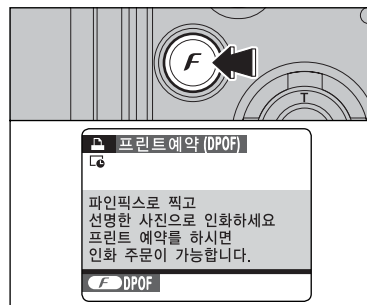 F
T
프린트예약 (DPOF)
파인픽스로 찍고
선명한 사진으로 인화하세요
프린트 예약를 하시면
인화 주문이 가능합니다.
F DPOF